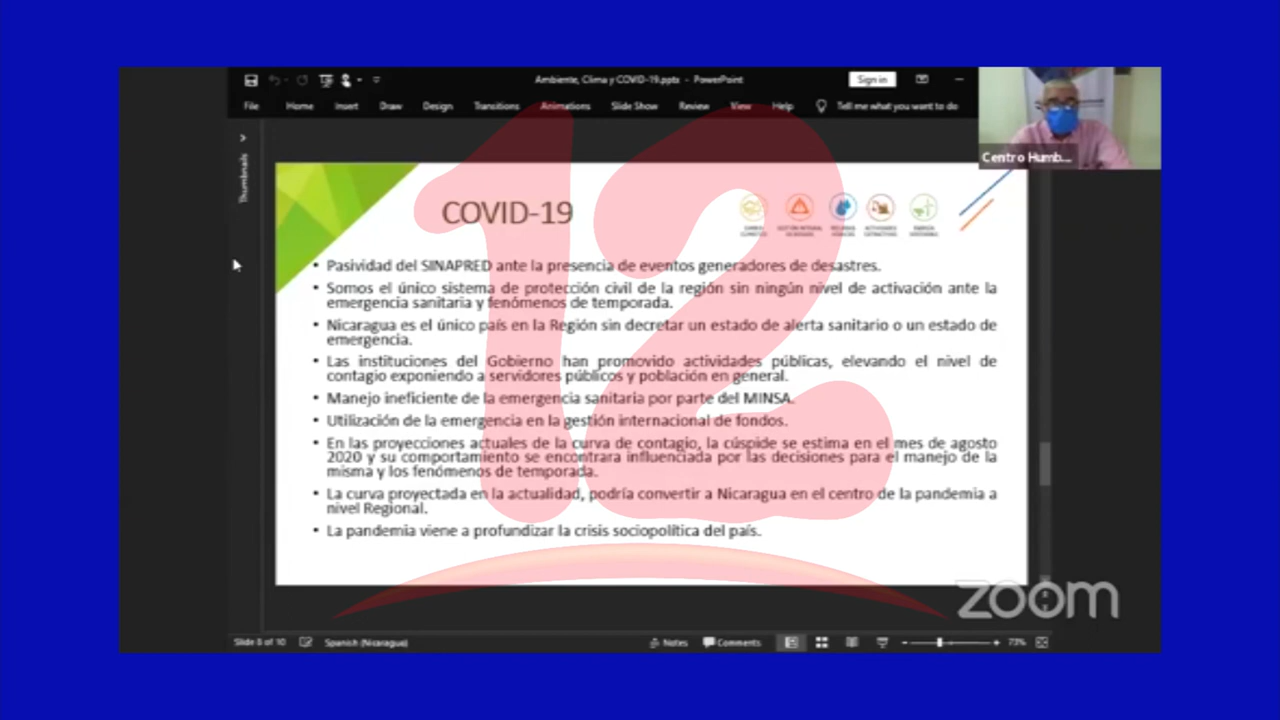 Ambiente, Clima y COVID-19.pptx - PowerPoint
Sign in
File Home Insert Draw Design Transitions Animations Slide Show Review View Help Tell me what you want to do
Centro Humb...
Thumbnails
12
COVID-19
• Pasividad del SINAPRED ante la presencia de eventos generadores de desastres.
• Somos el único sistema de protección civil de la región sin ningún nivel de activación ante la
emergencia sanitaria y fenómenos de temporada.
• Nicaragua es el único país en la Región sin decretar un estado de alerta sanitario o un estado de
emergencia.
• Las instituciones del Gobierno han promovido actividades públicas, elevando el nivel de
contagio exponiendo a servidores públicos y población en general.
• Manejo ineficiente de la emergencia sanitaria por parte del MINSA.
• Utilización de la emergencia en la gestión internacional de fondos.
• En las proyecciones actuales de la curva de contagio, la cúspide se estima en el mes de agosto
2020 y su comportamiento se encontrara influenciada por las decisiones para el manejo de la
misma y los fenómenos de temporada.
• La curva proyectada en la actualidad, podría convertir a Nicaragua en el centro de la pandemia a
nivel Regional.
• La pandemia viene a profundizar la crisis sociopolítica del país.
zoom
Slide 8 of 10 Spanish (Nicaragua) Notes Comments 73%